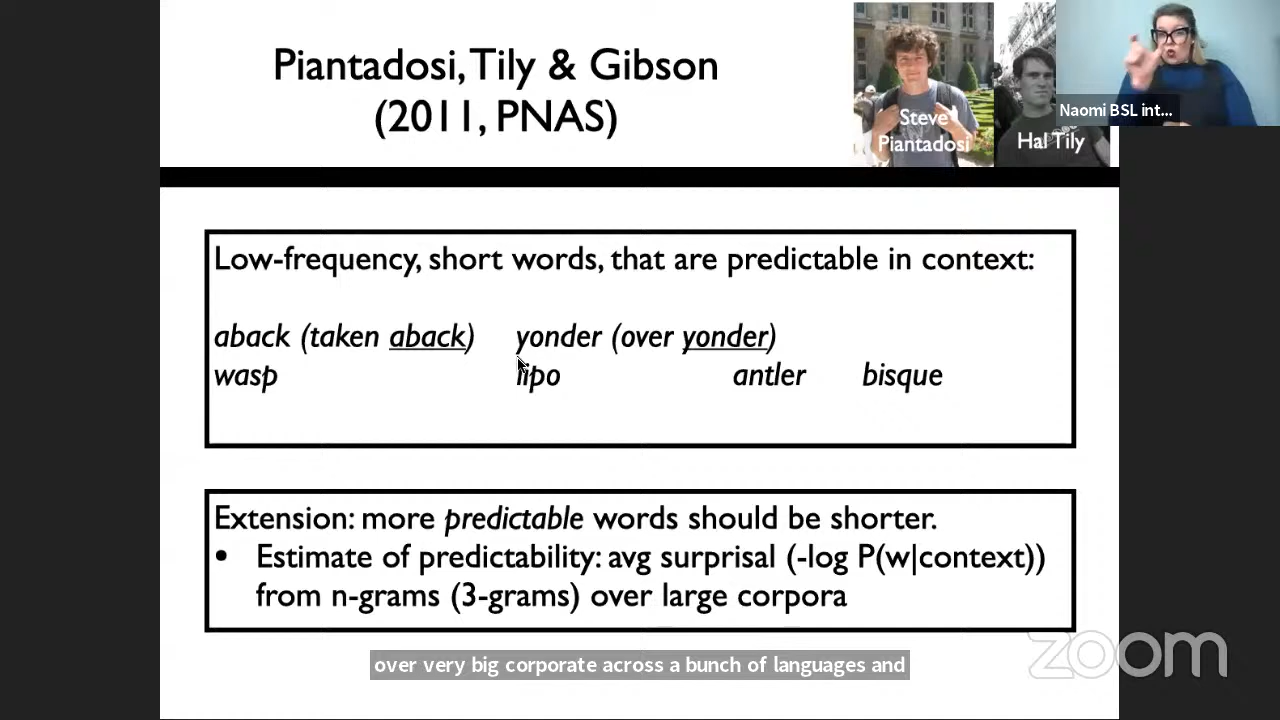 Piantadosi, Tily & Gibson
(2011, PNAS)
Steve
Piantadosi
Hal Tily
Naomi BSL int...
Low-frequency, short words, that are predictable in context:
aback (taken aback) yonder (over yonder)
wasp lipo antler bisque
Extension: more predictable words should be shorter.
• Estimate of predictability: avg surprisal (-log P(w|context))
from n-grams (3-grams) over large corpora
over very big corporate across a bunch of languages and
zoom